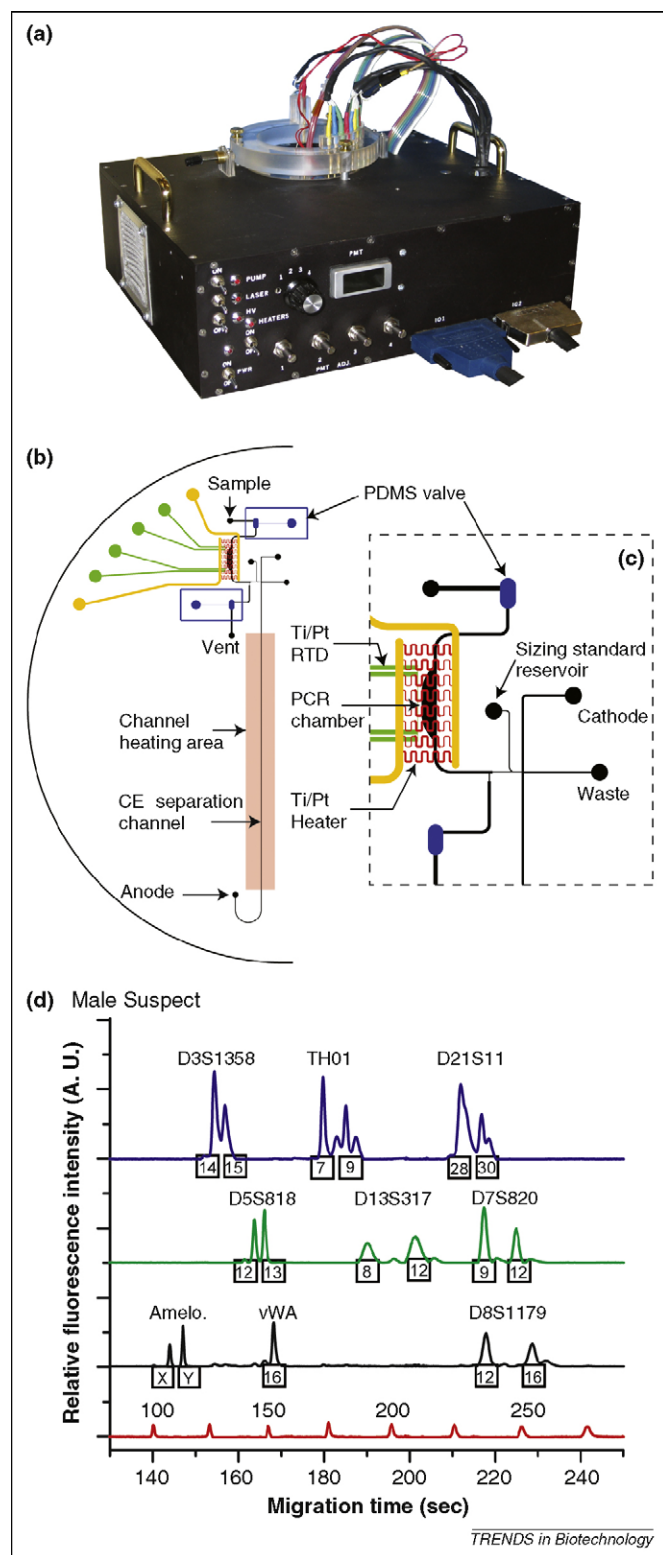 (a)
ON
PUMP
LASER
HV
HEATERS
ON
OFF
PWR
1 2 3 4
PMT
1 2 3 4
PMT ADJ.
IO1
IO2
(b)
Sample
PDMS valve
Vent
Channel
heating area
CE separation
channel
Anode
(c)
Ti/Pt
RTD
PCR
chamber
Ti/Pt
Heater
Sizing standard
reservoir
Cathode
Waste
(d) Male Suspect
Relative fluorescence intensity (A. U.)
D3S1358 TH01 D21S11
14 15 7 9 28 30
D5S818 D13S317 D7S820
12 13 8 12 9 12
Amelo. vWA D8S1179
X Y 16 12 16
100 150 200 250
140 160 180 200 220 240
Migration time (sec)
TRENDS in Biotechnology